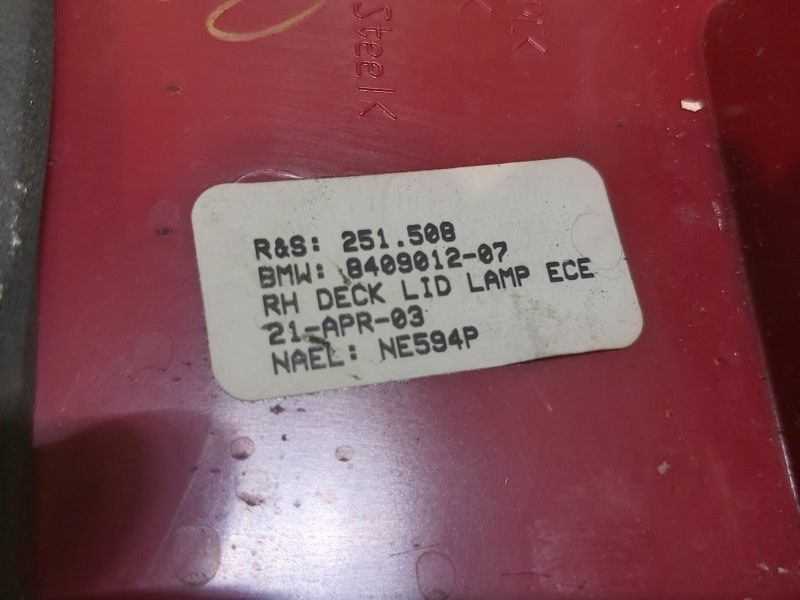 Steel
R&S: 251.508
BMW: 8409012-07
RH DECK LID LAMP ECE
21-APR-03
NAEL: NE594P